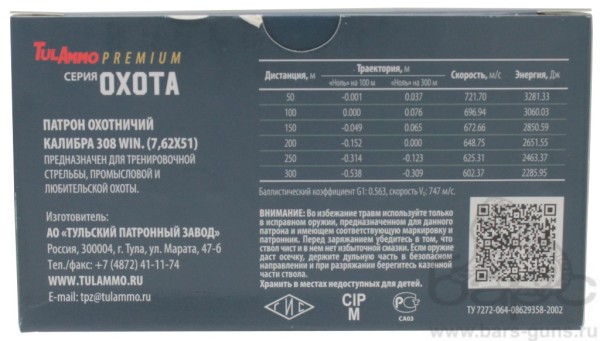 TULAMMO PREMIUM
СЕРИЯ ОХОТА
ПАТРОН ОХОТНИЧИЙ
КАЛИБРА 308 WIN. (7,62X51)
ПРЕДНАЗНАЧЕН ДЛЯ ТРЕНИРОВОЧНОЙ
СТРЕЛЬБЫ, ПРОМЫСЛОВОЙ И
ЛЮБИТЕЛЬСКОЙ ОХОТЫ.
Изготовитель:
АО «ТУЛЬСКИЙ ПАТРОННЫЙ ЗАВОД»
Россия, 300004, г. Тула, ул. Марата, 47-б
Тел./факс: +7 (4872) 41-11-74
WWW.TULAMMO.RU
E-mail: tpz@tulammo.ru
Дистанция, м Траектория, м Скорость, м/с Энергия, Дж
«Ноль» на 100 м «Ноль» на 300 м
50 -0.001 0.037 721.70 3281.33
100 0.000 0.076 696.94 3060.03
150 -0.049 0.065 672.66 2850.59
200 -0.152 0.000 648.75 2651.55
250 -0.314 -0.123 625.31 2463.37
300 -0.538 -0.309 602.37 2285.95
Баллистический коэффициент G1: 0.563, скорость V₀: 747 м/с.
ВНИМАНИЕ: Во избежание травм используйте только
в исправном оружии, предназначенном для данного
патрона и имеющем соответствующую маркировку и
патронник. Перед заряжанием убедитесь в том, что
ствол чист и в нем нет избытков смазки. Если оружие
даст осечку, держите дульную часть в безопасном
направлении и при разряжании берегитесь казенной
части ствола.
Хранить в местах недоступных для детей.
ГИС
CIP
M
РС
СА03
ТУ 7272-064-08629358-2002
барс
www.bars-guns.ru